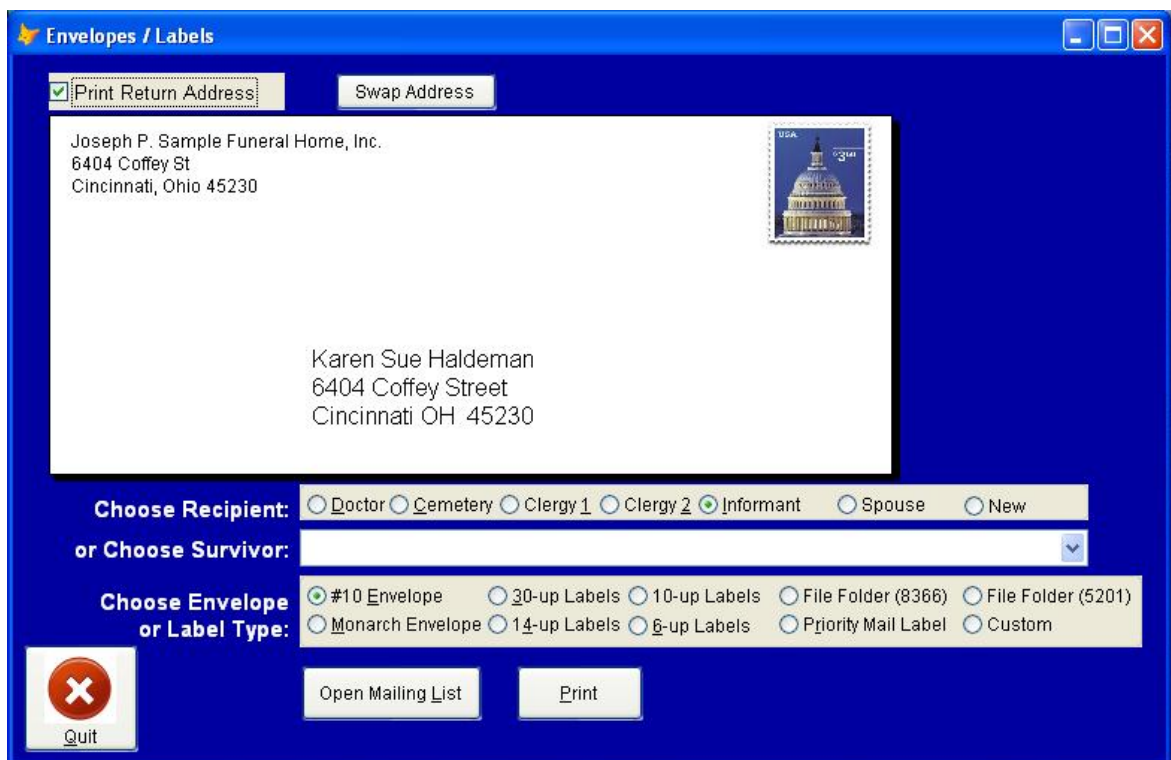 Envelopes / Labels
Print Return Address Swap Address
Joseph P. Sample Funeral Home, Inc.
6404 Coffey St
Cincinnati, Ohio 45230
USA
Karen Sue Haldeman
6404 Coffey Street
Cincinnati OH 45230
Choose Recipient: Doctor Cemetery Clergy 1 Clergy 2 Informant Spouse New
or Choose Survivor:
Choose Envelope or Label Type:
#10 Envelope 30-up Labels 10-up Labels File Folder (8366) File Folder (5201)
Monarch Envelope 14-up Labels 6-up Labels Priority Mail Label Custom
Open Mailing List Print
Quit